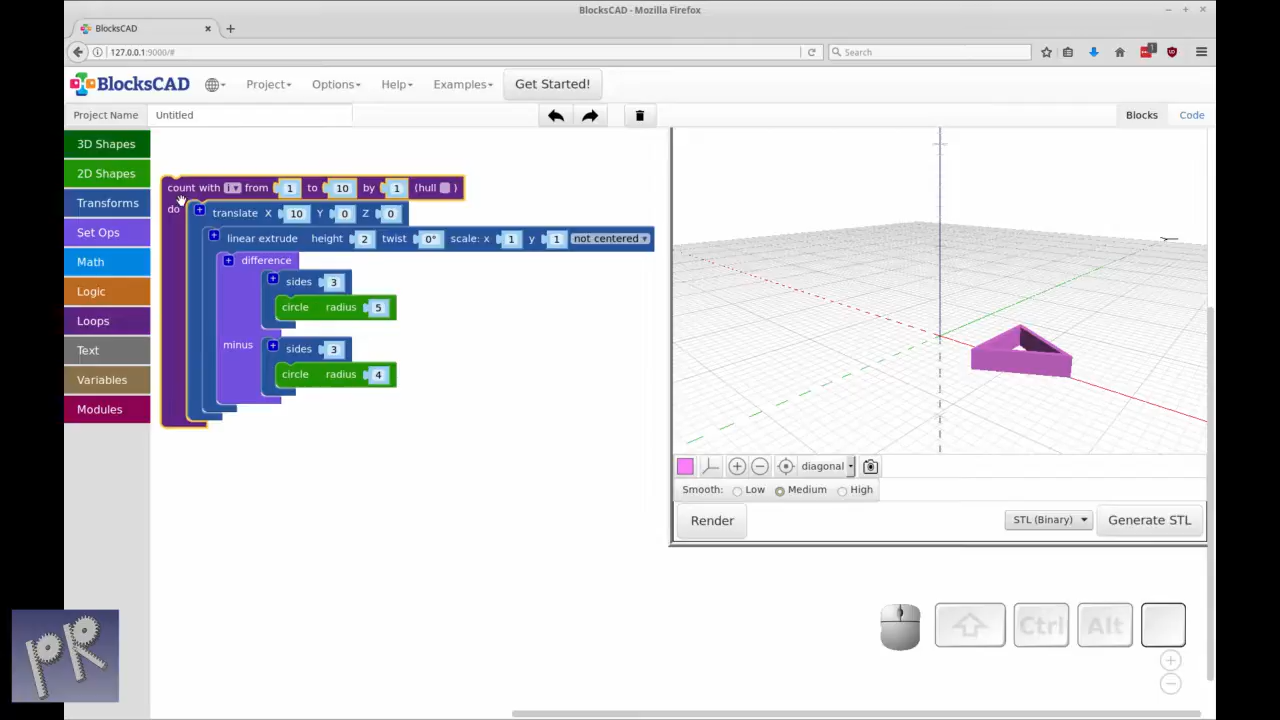 BlocksCAD - Mozilla Firefox
BlocksCAD
127.0.0.1:9000/#
Search
1
BlocksCAD
Project
Options
Help
Examples
Get Started!
Project Name
Untitled
Blocks
Code
3D Shapes
2D Shapes
Transforms
Set Ops
Math
Logic
Loops
Text
Variables
Modules
count with i from 1 to 10 by 1 (hull )
do
translate X 10 Y 0 Z 0
linear extrude height 2 twist 0° scale: x 1 y 1 not centered
difference
sides 3
circle radius 5
minus
sides 3
circle radius 4
diagonal
Smooth: Low Medium High
Render
STL (Binary)
Generate STL
Ctrl
Alt
PR